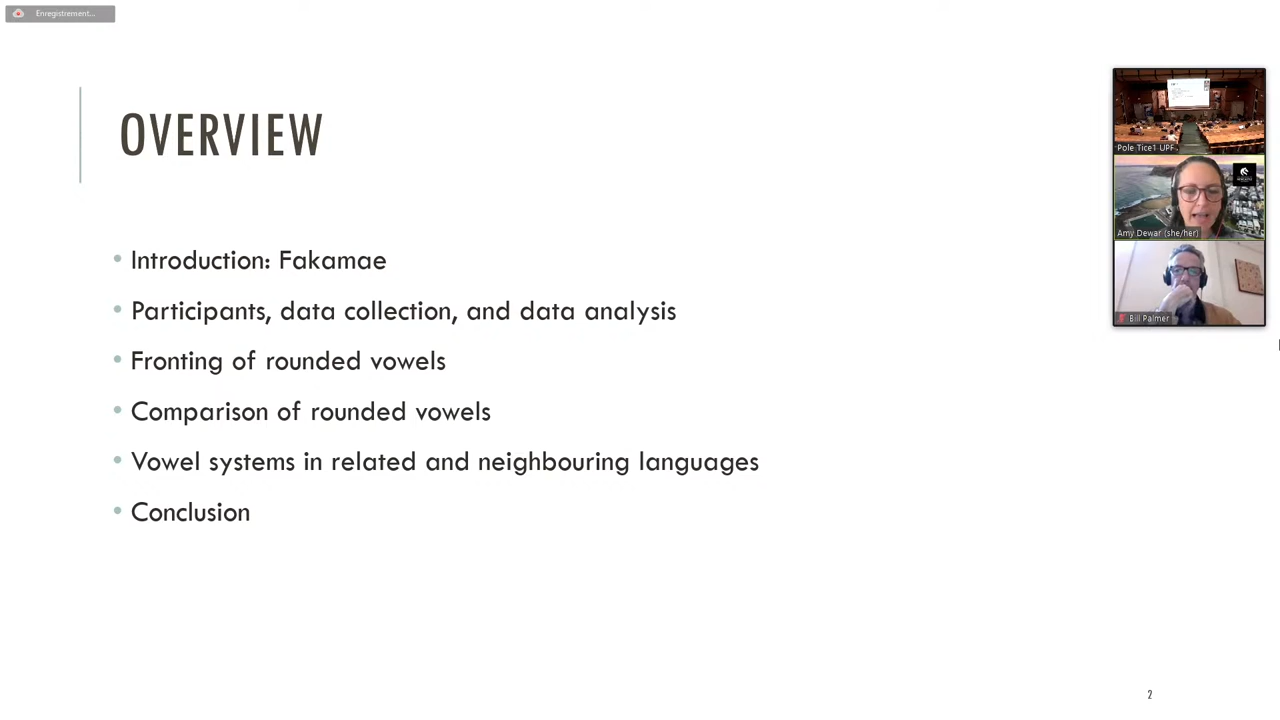 Enregistrement...
OVERVIEW
• Introduction: Fakamae
• Participants, data collection, and data analysis
• Fronting of rounded vowels
• Comparison of rounded vowels
• Vowel systems in related and neighbouring languages
• Conclusion
Pole Tice1 UPF
Amy Dewar (she/her)
Bill Palmer
2